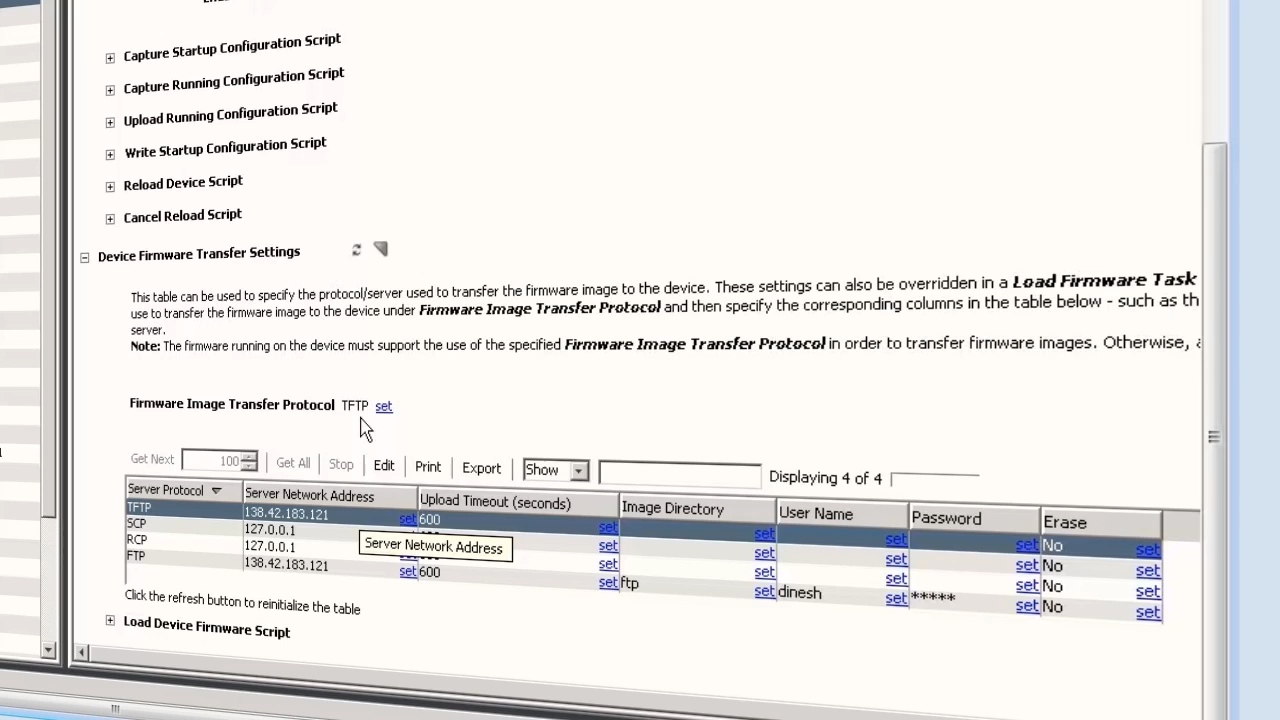 Capture Startup Configuration Script
Capture Running Configuration Script
Upload Running Configuration Script
Write Startup Configuration Script
Reload Device Script
Cancel Reload Script
Device Firmware Transfer Settings
This table can be used to specify the protocol/server used to transfer the firmware image to the device. These settings can also be overridden in a Load Firmware Task
use to transfer the firmware image to the device under Firmware Image Transfer Protocol and then specify the corresponding columns in the table below - such as th
server.
Note: The firmware running on the device must support the use of the specified Firmware Image Transfer Protocol in order to transfer firmware images. Otherwise,
Firmware Image Transfer Protocol TFTP set
Get Next 100 Get All Stop Edit Print Export Show Displaying 4 of 4
Server Protocol Server Network Address Upload Timeout (seconds) Image Directory User Name Password Erase
TFTP 138.42.183.121 set 600 set set set set No set
SCP 127.0.0.1 set set set set No set
RCP 127.0.0.1 set set set set No set
FTP 138.42.183.121 set 600 set ftp set dinesh set ***** set No set
Server Network Address
Click the refresh button to reinitialize the table
Load Device Firmware Script